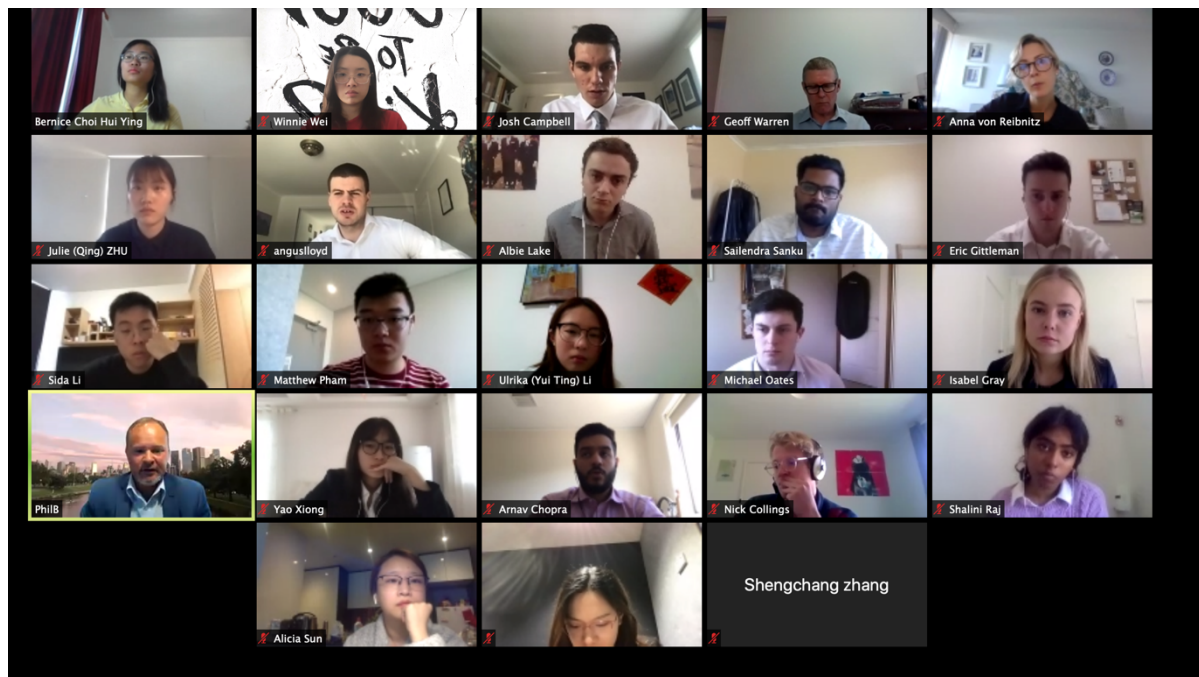 TO
BE
Bernice Choi Hui Ying
Winnie Wei
Josh Campbell
Geoff Warren
Anna von Reibnitz
Julie (Qing) ZHU
anguslloyd
Albie Lake
Sailendra Sanku
Eric Gittleman
Sida Li
Matthew Pham
Ulrika (Yui Ting) Li
Michael Oates
Isabel Gray
PhilB
Yao Xiong
Arnav Chopra
Nick Collings
Shalini Raj
Shengchang zhang
Alicia Sun